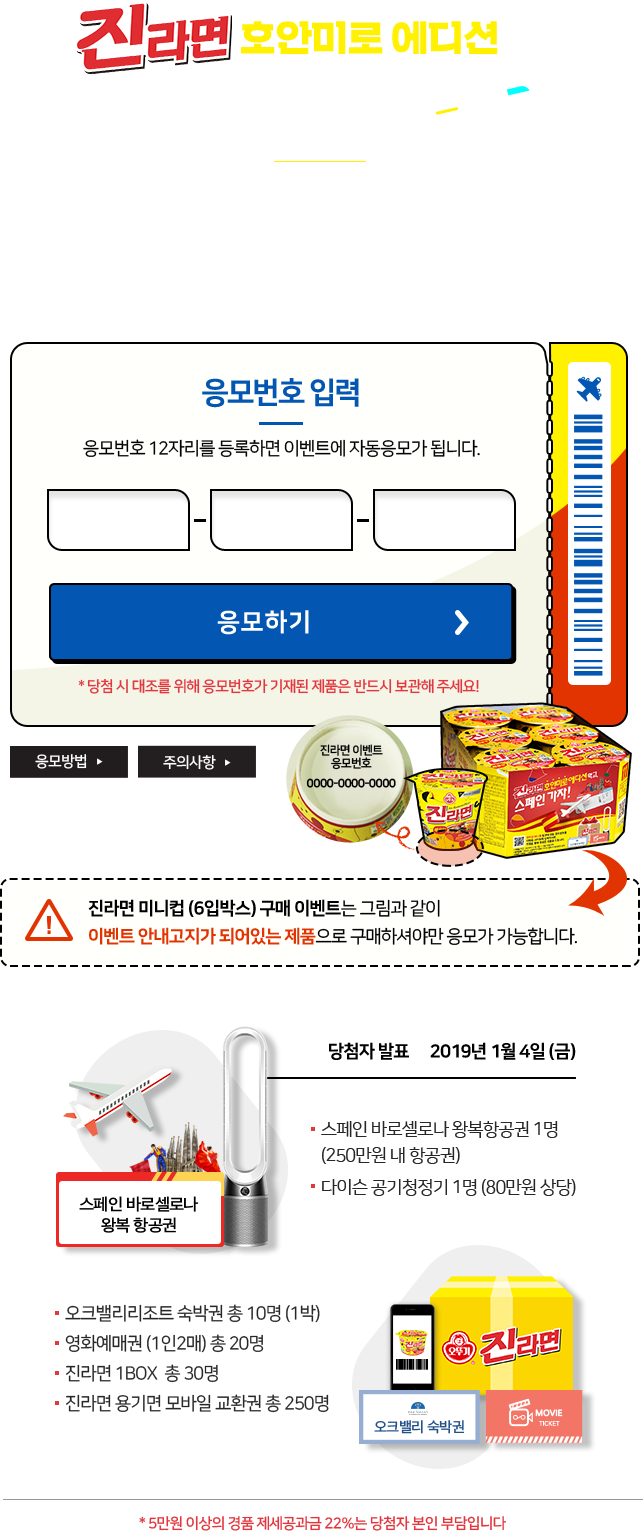 진라면 호안미로 에디션
응모번호 입력
응모번호 12자리를 등록하면 이벤트에 자동응모가 됩니다.
응모하기
* 당첨 시 대조를 위해 응모번호가 기재된 제품은 반드시 보관해 주세요!
응모방법
주의사항
진라면 이벤트
응모번호
0000-0000-0000
진라면
진라면 호안미로 에디션 먹고,
스페인 가자!
진라면 미니컵 (6입박스) 구매 이벤트는 그림과 같이
이벤트 안내고지가 되어있는 제품으로 구매하셔야만 응모가 가능합니다.
당첨자 발표 2019년 1월 4일 (금)
스페인 바로셀로나 왕복항공권 1명
(250만원 내 항공권)
다이슨 공기청정기 1명 (80만원 상당)
스페인 바로셀로나
왕복 항공권
오크밸리리조트 숙박권 총 10명 (1박)
영화예매권 (1인2매) 총 20명
진라면 1BOX 총 30명
진라면 용기면 모바일 교환권 총 250명
오뚜기 진라면
오크밸리 숙박권
MOVIE
TICKET
* 5만원 이상의 경품 제세공과금 22%는 당첨자 본인 부담입니다